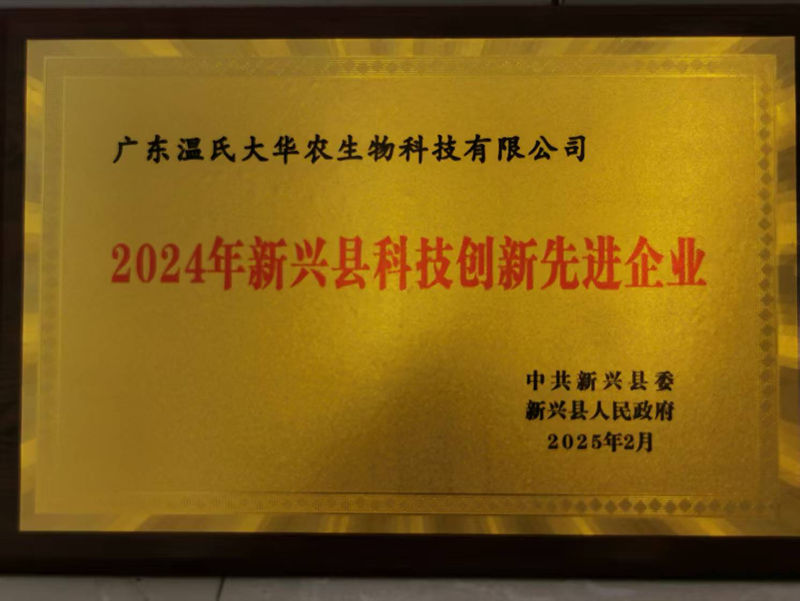 广东温氏大华农生物科技有限公司
2024年新兴县科技创新先进企业
中共新兴县委
新兴县人民政府
2025年2月